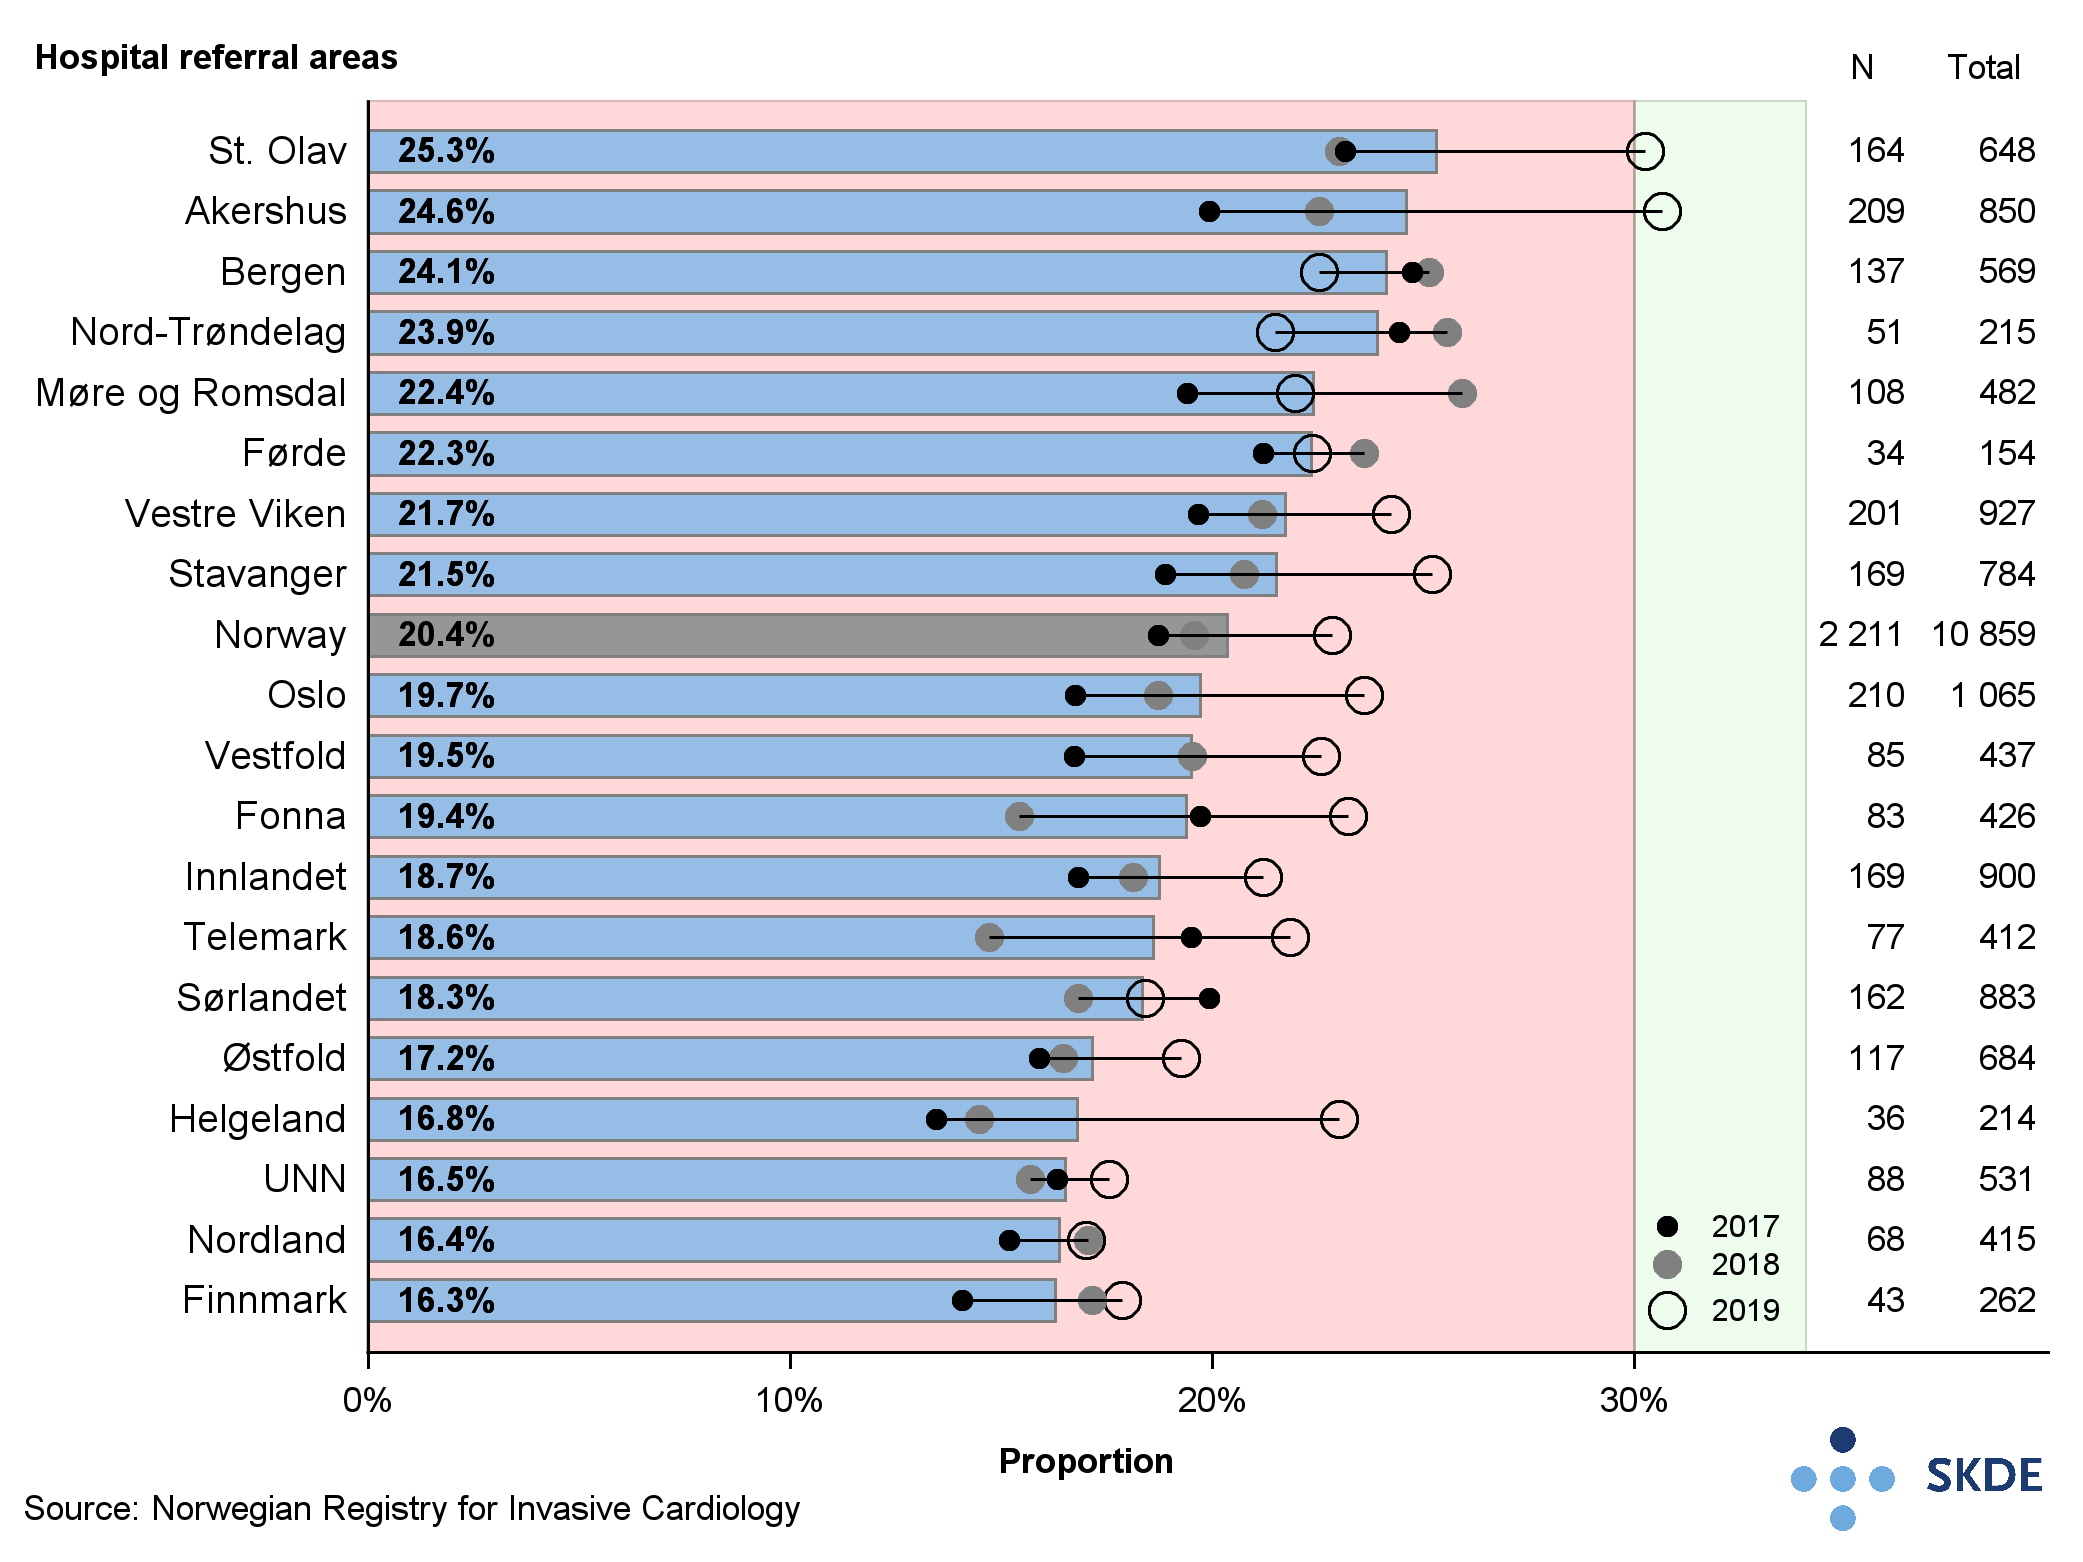 Hospital referral areas N Total
St. Olav 25.3% 164 648
Akershus 24.6% 209 850
Bergen 24.1% 137 569
Nord-Trøndelag 23.9% 51 215
Møre og Romsdal 22.4% 108 482
Førde 22.3% 34 154
Vestre Viken 21.7% 201 927
Stavanger 21.5% 169 784
Norway 20.4% 2 211 10 859
Oslo 19.7% 210 1 065
Vestfold 19.5% 85 437
Fonna 19.4% 83 426
Innlandet 18.7% 169 900
Telemark 18.6% 77 412
Sørlandet 18.3% 162 883
Østfold 17.2% 117 684
Helgeland 16.8% 36 214
UNN 16.5% 88 531
Nordland 16.4% 68 415
Finnmark 16.3% 43 262
2017
2018
2019
0% 10% 20% 30%
Proportion
SKDE
Source: Norwegian Registry for Invasive Cardiology